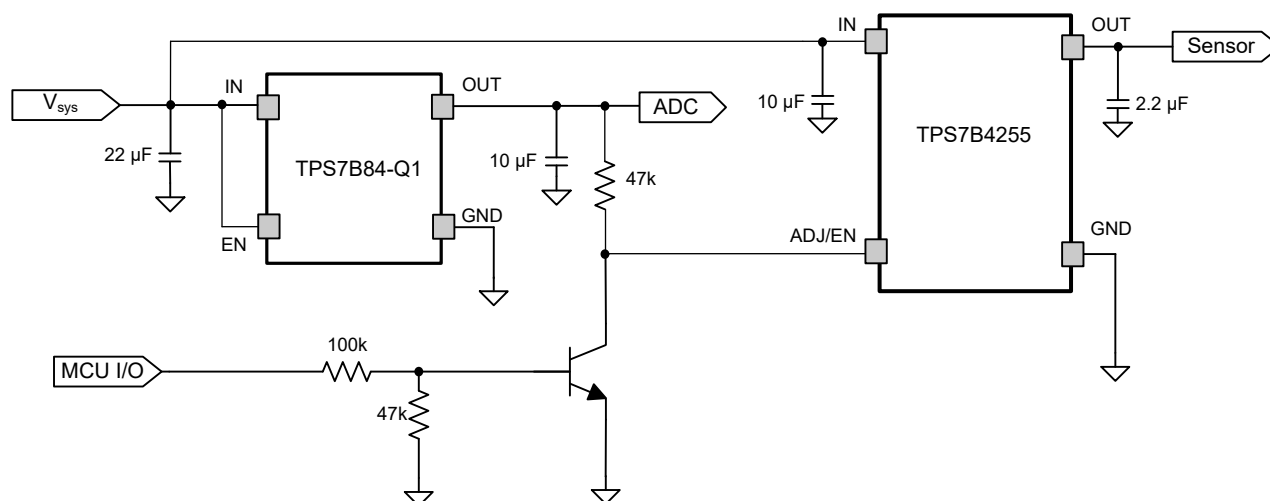 IN
OUT
Sensor
IN
OUT
Vsys
ADC
10 µF
TPS7B4255
2.2 µF
22 µF
TPS7B84-Q1
10 µF
47k
EN
GND
ADJ/EN
GND
MCU I/O
100k
47k